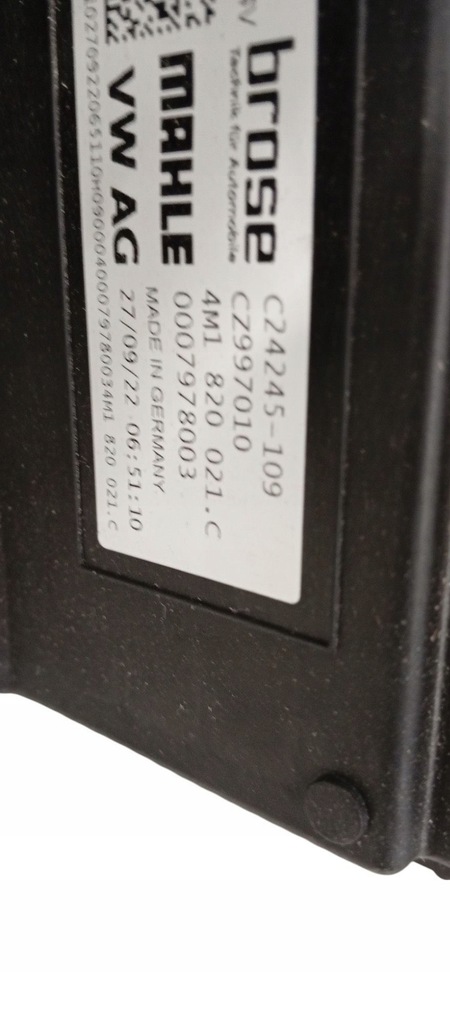 brose
Technik für Automobile
C24245-109
CZ997010
MAHLE
4M1 820 021.C
0007978003
VW AG
MADE IN GERMANY
27/09/22 06:51:10